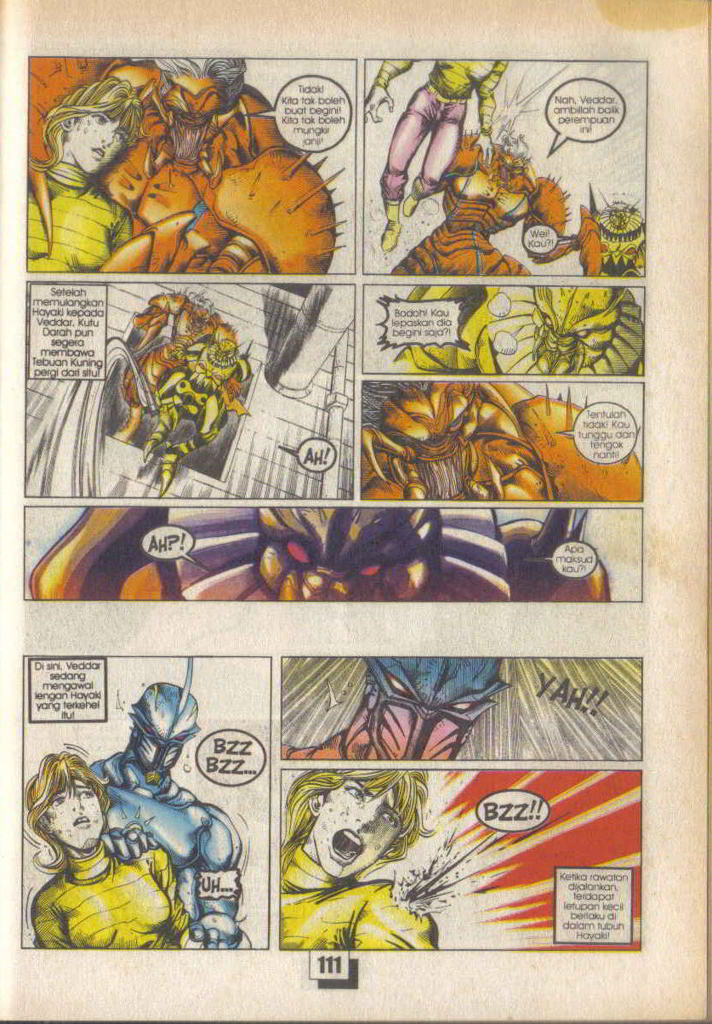 Tidak!
Kita tak boleh
buat begini!
Kita tak boleh
mungkir
janji!
Nah, Veddar,
ambillah balik
perempuan
ini!
Wei!
Kau?!
Setelah
memulangkan
Hayaki kepada
Veddar, Kutu
Darah pun
segera
membawa
Tebuan Kuning
pergi dari situ!
AH!
Bodoh! Kau
lepaskan dia
begini saja?!
Tentulah
tidak! Kau
tunggu dan
tengok
nanti!
AH?!
Apa
maksud
kau?!
Di sini, Veddar
sedang
mengawal
lengan Hayaki
yang terkehel
itu!
BZZ
BZZ...
UH...
YAH!!
BZZ!!
Ketika rawatan
dijalankan,
terdapat
letupan kecil
berlaku di
dalam tubuh
Hayaki!
111